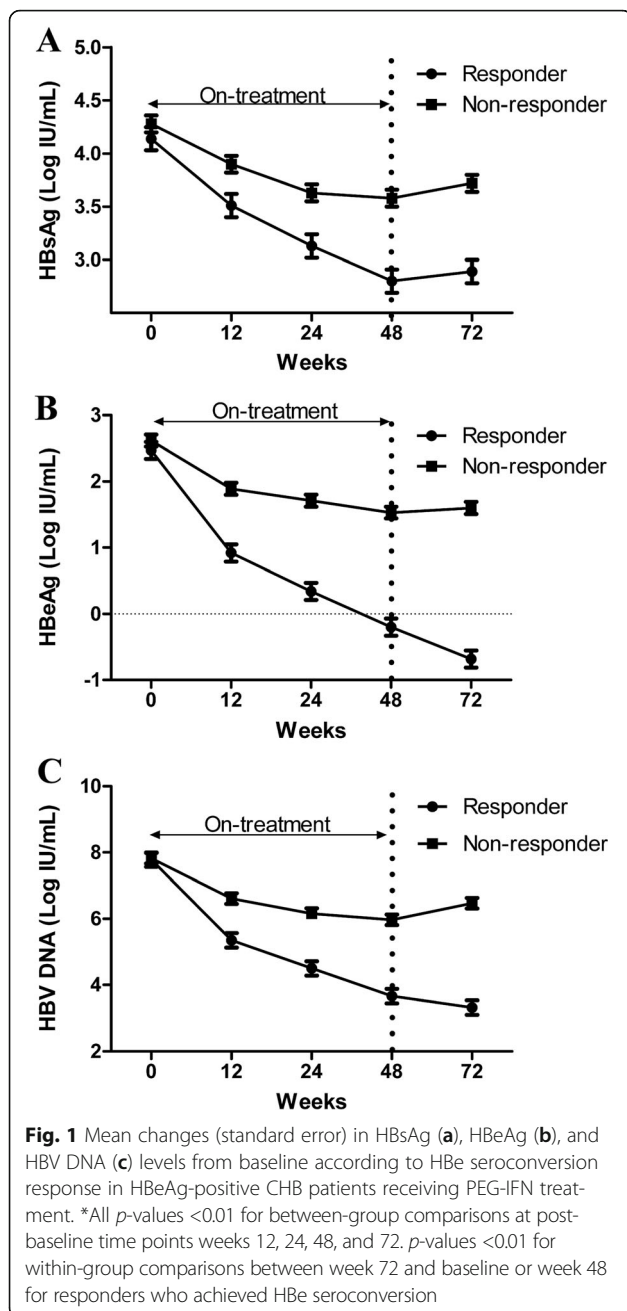 A
5.0
4.5
4.0
3.5
3.0
HBsAg (Log IU/mL)
On-treatment
Responder
Non-responder
0 12 24 48 72
Weeks
B
3
2
1
0
-1
HBeAg (Log IU/mL)
On-treatment
Responder
Non-responder
0 12 24 48 72
Weeks
C
10
8
6
4
2
HBV DNA (Log IU/mL)
On-treatment
Responder
Non-responder
0 12 24 48 72
Weeks
Fig. 1 Mean changes (standard error) in HBsAg (a), HBeAg (b), and
HBV DNA (c) levels from baseline according to HBe seroconversion
response in HBeAg-positive CHB patients receiving PEG-IFN treat-
ment. *All p-values <0.01 for between-group comparisons at post-
baseline time points weeks 12, 24, 48, and 72. p-values <0.01 for
within-group comparisons between week 72 and baseline or week 48
for responders who achieved HBe seroconversion